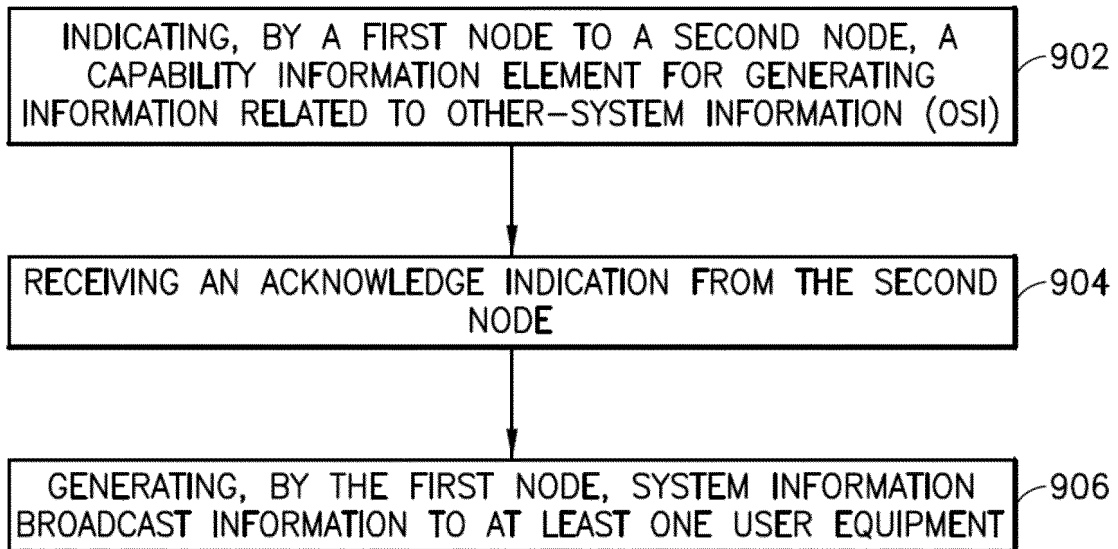 INDICATING, BY A FIRST NODE TO A SECOND NODE, A
CAPABILITY INFORMATION ELEMENT FOR GENERATING
INFORMATION RELATED TO OTHER-SYSTEM INFORMATION (OSI)
902
RECEIVING AN ACKNOWLEDGE INDICATION FROM THE SECOND
NODE
904
GENERATING, BY THE FIRST NODE, SYSTEM INFORMATION
BROADCAST INFORMATION TO AT LEAST ONE USER EQUIPMENT
906